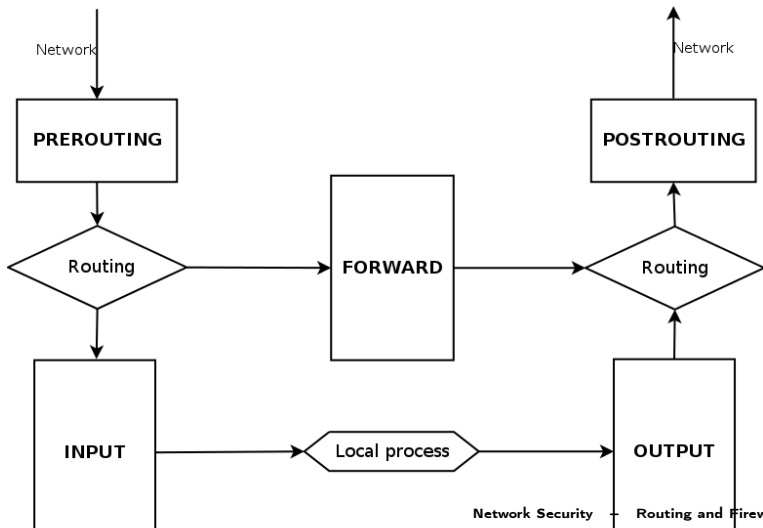 Network
Network
PREROUTING
POSTROUTING
Routing
FORWARD
Routing
INPUT
Local process
OUTPUT
Network Security – Routing and